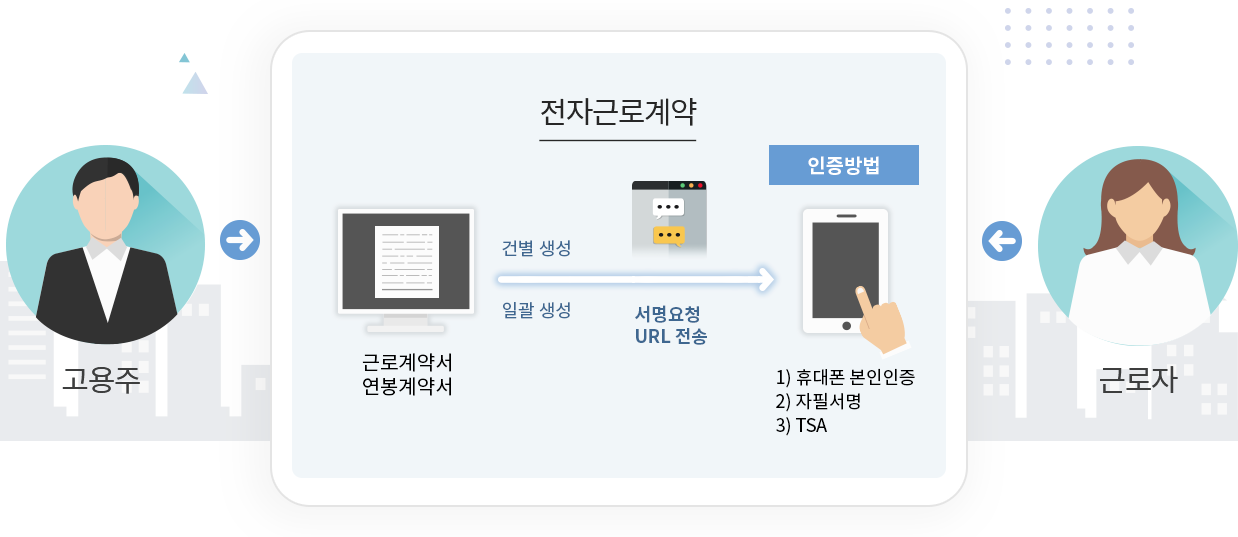 전자근로계약
인증방법
건별 생성
일괄 생성
서명요청
URL 전송
근로계약서
연봉계약서
1) 휴대폰 본인인증
2) 자필서명
3) TSA
고용주
근로자